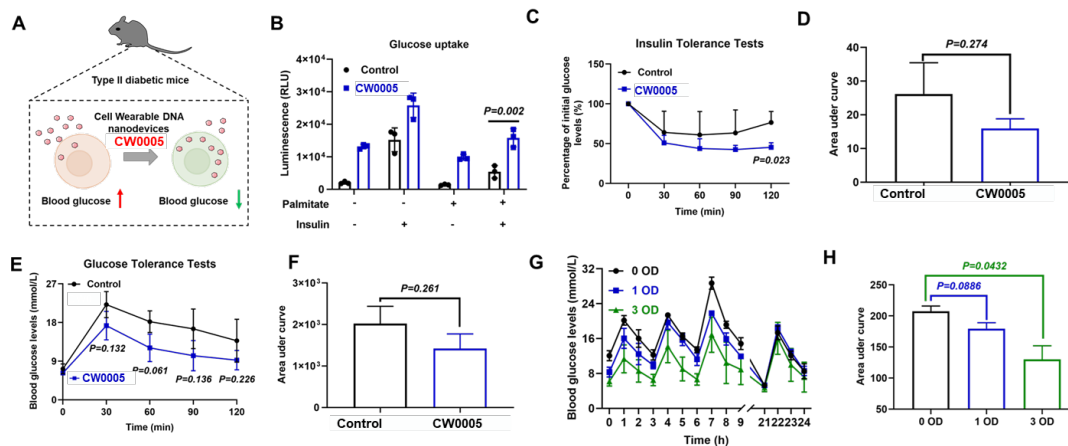 A
Type II diabetic mice
Cell Wearable DNA
nanodevices
CW0005
Blood glucose
Blood glucose
B
Glucose uptake
Control
CW0005
P=0.002
Luminescence (RLU)
4×10⁴
3×10⁴
2×10⁴
1×10⁴
0
Palmitate - - + +
Insulin - + - +
C
Insulin Tolerance Tests
Control
CW0005
Percentage of initial glucose
levels (%)
150
100
50
0
P=0.023
0 30 60 90 120
Time (min)
D
P=0.274
Area uder curve
40
30
20
10
0
Control CW0005
E
Glucose Tolerance Tests
Control
Blood glucose levels (mmol/L)
27
18
9
0
P=0.132
P=0.061
P=0.136
P=0.226
CW0005
0 30 60 90 120
Time (min)
F
P=0.261
Area uder curve
3×10³
2×10³
1×10³
0
Control CW0005
G
0 OD
1 OD
3 OD
Blood glucose levels (mmol/L)
32
24
16
8
0
0 1 2 3 4 5 6 7 8 9 21 22 23 24
Time (h)
H
P=0.0432
P=0.0886
Area uder curve
250
200
150
100
50
0 OD 1 OD 3 OD